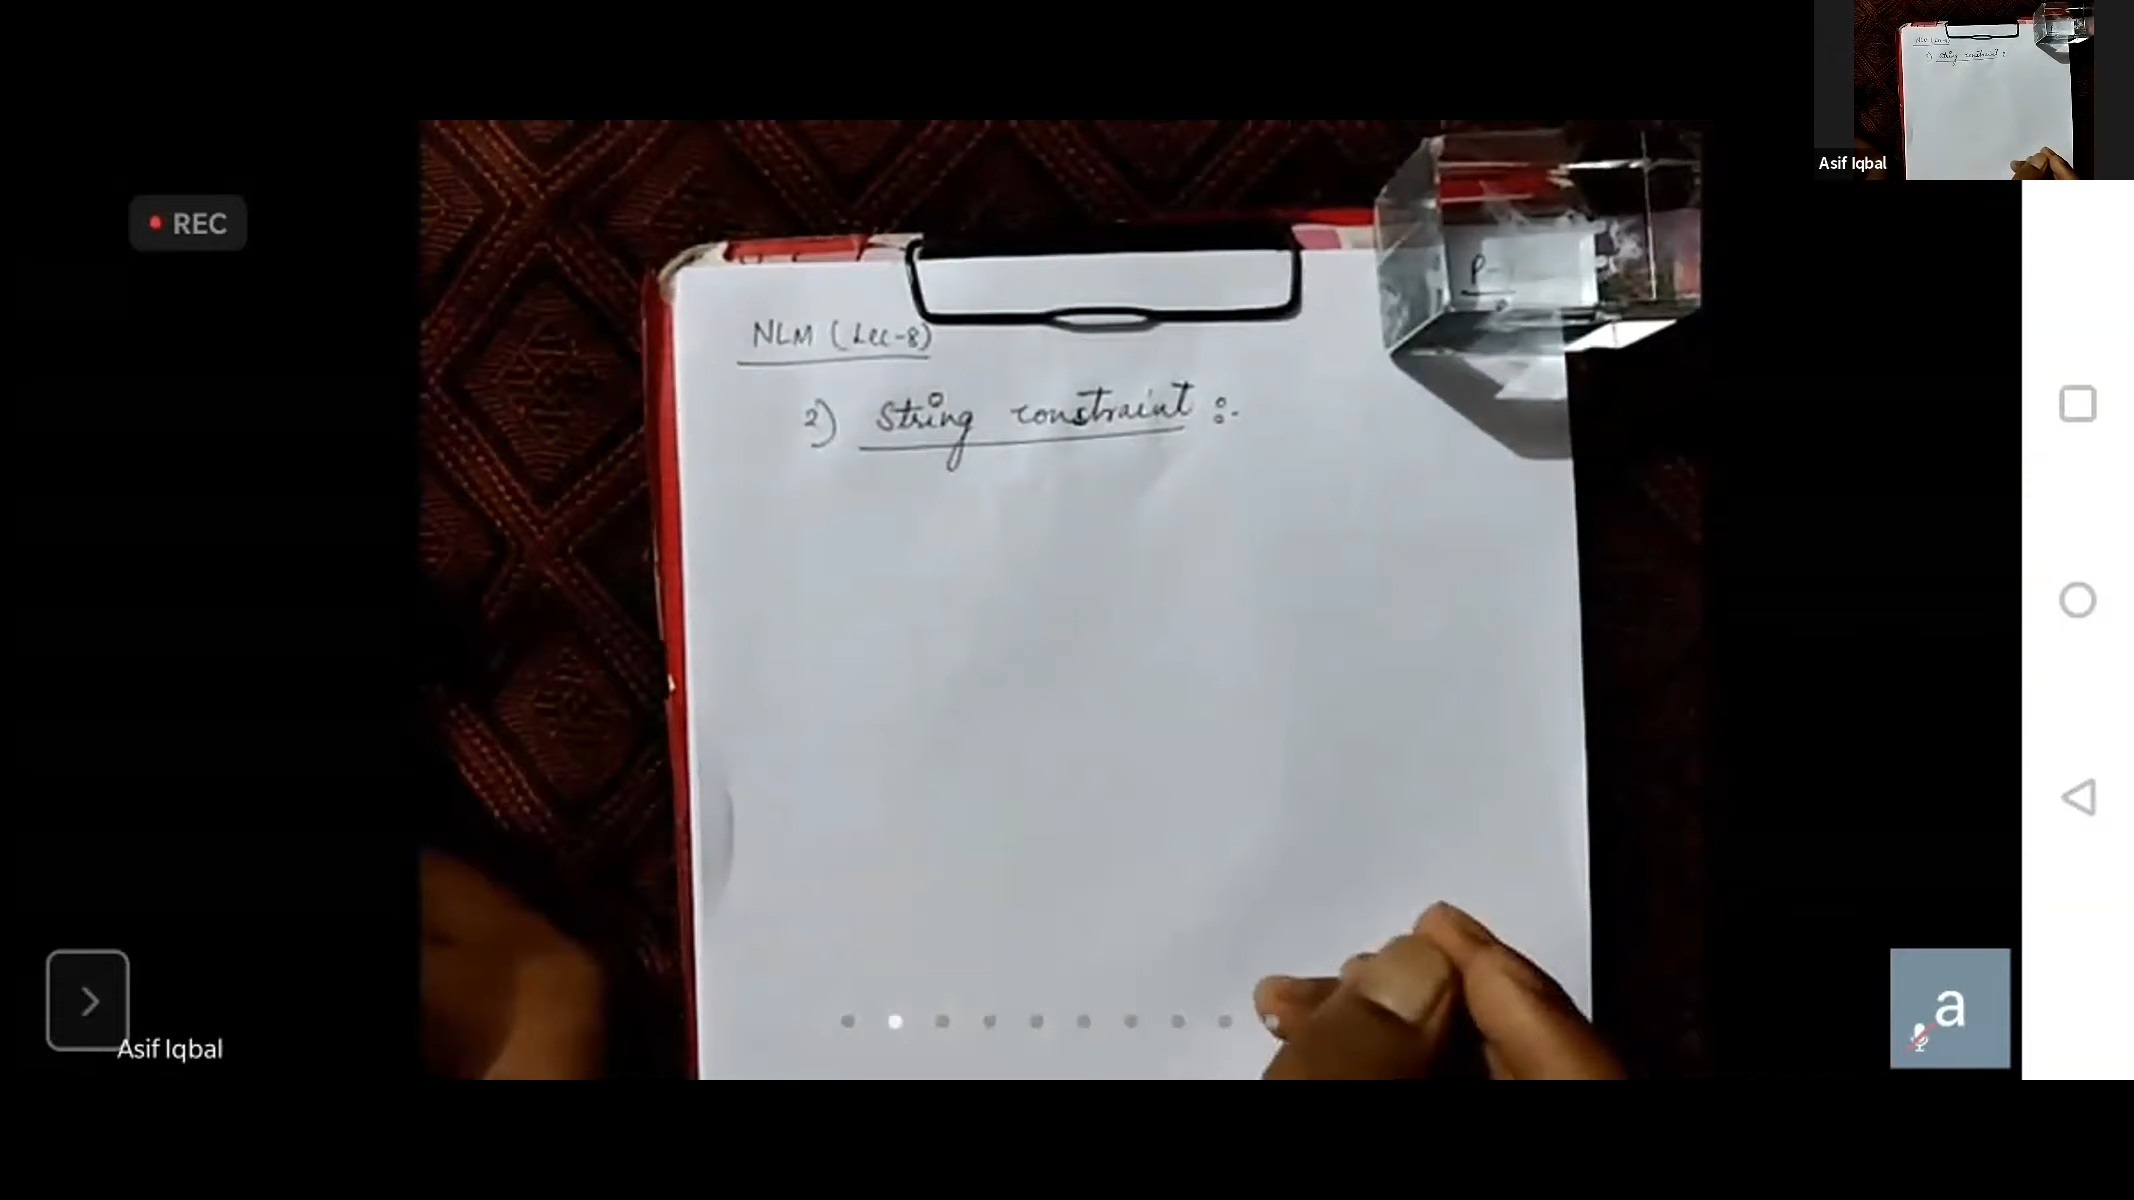 Asif Iqbal
REC
P
NLM (Lec-8)
2) String constraint :-
Asif Iqbal
a